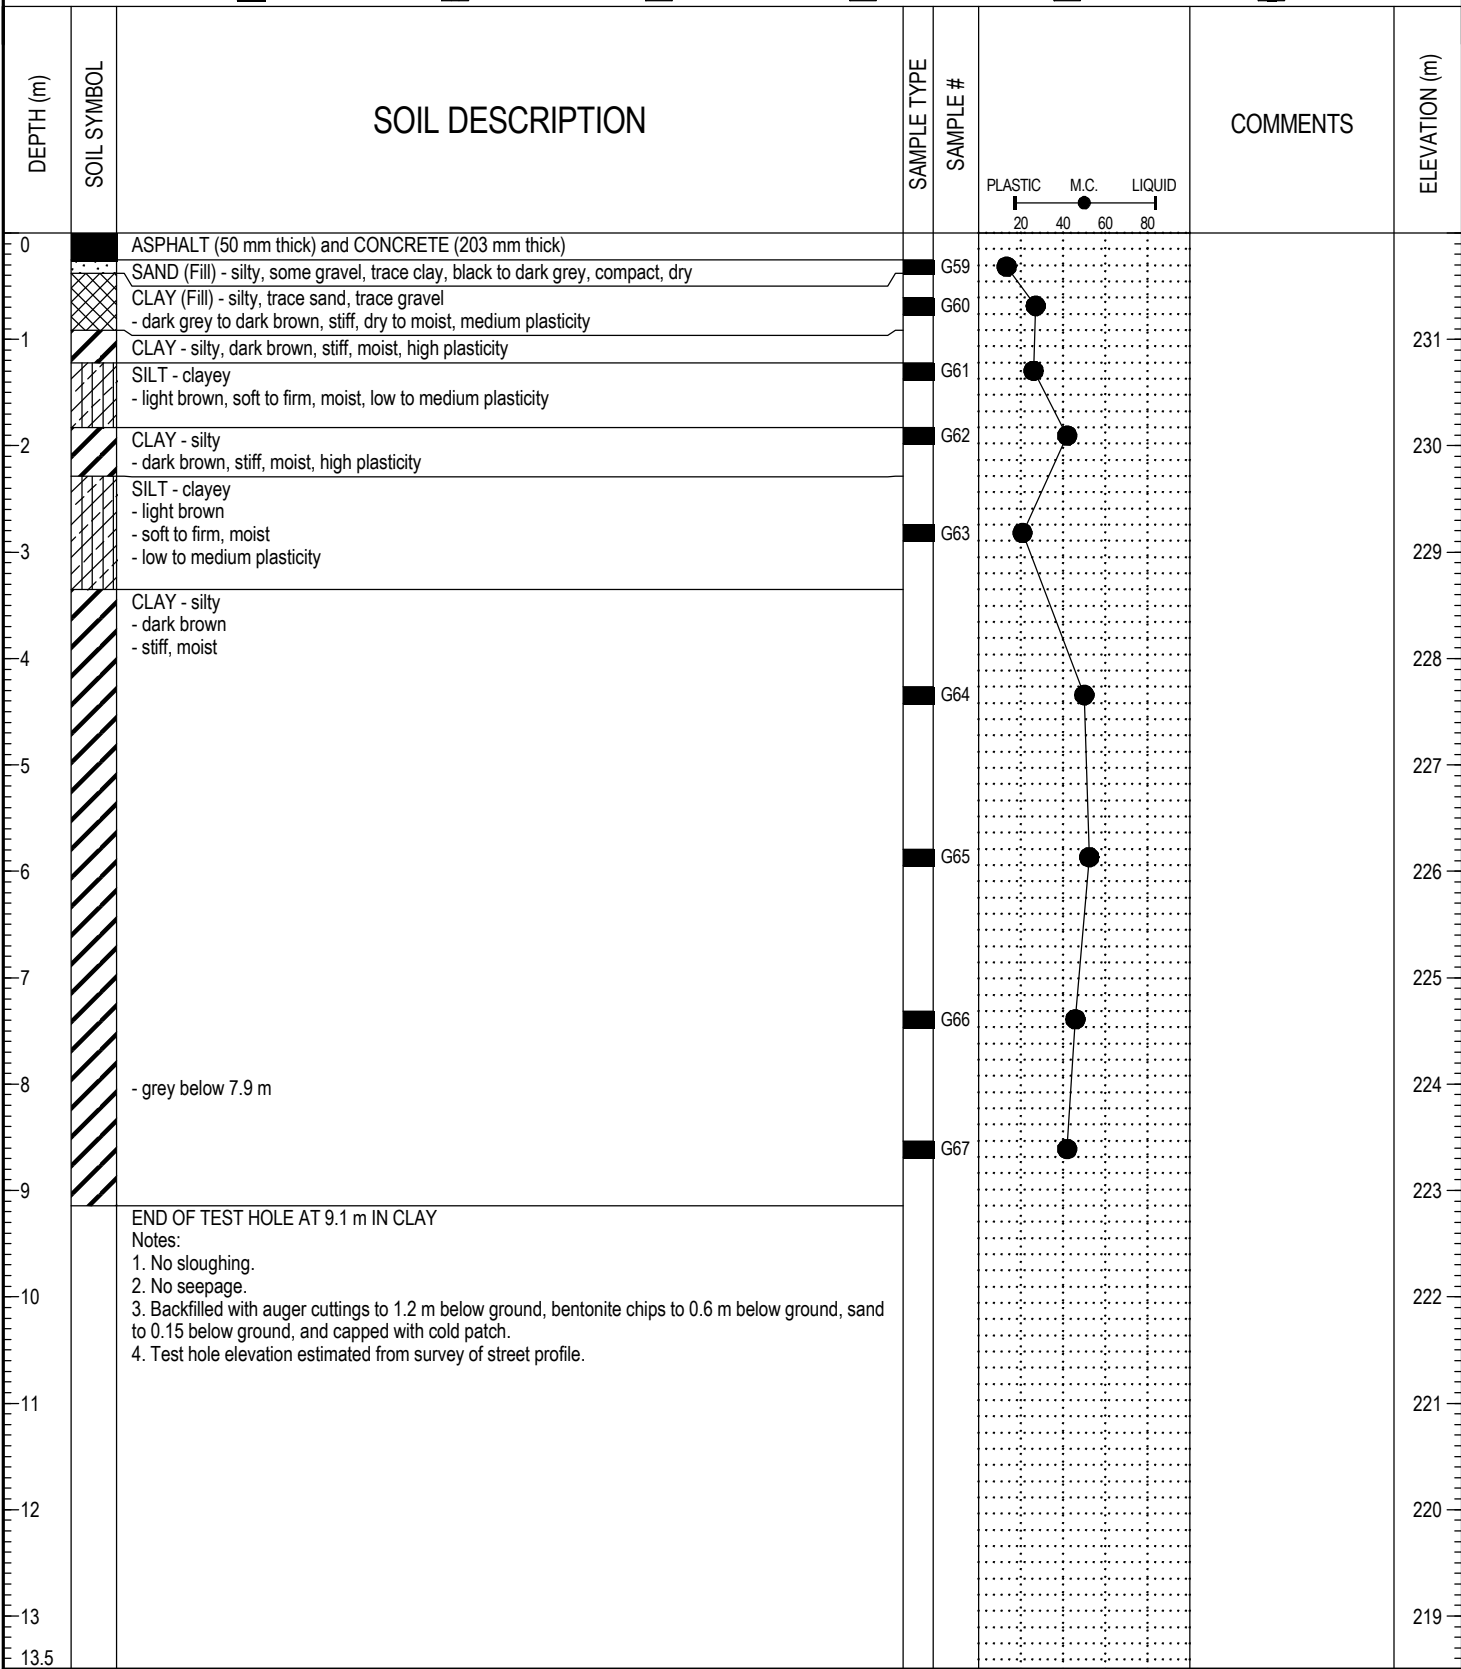 DEPTH (m)
SOIL SYMBOL
SOIL DESCRIPTION
SAMPLE TYPE
SAMPLE #
PLASTIC M.C. LIQUID
20 40 60 80
COMMENTS
ELEVATION (m)
0
ASPHALT (50 mm thick) and CONCRETE (203 mm thick)
SAND (Fill) - silty, some gravel, trace clay, black to dark grey, compact, dry
G59
CLAY (Fill) - silty, trace sand, trace gravel
G60
- dark grey to dark brown, stiff, dry to moist, medium plasticity
1
CLAY - silty, dark brown, stiff, moist, high plasticity
231
SILT - clayey
G61
- light brown, soft to firm, moist, low to medium plasticity
CLAY - silty
G62
2
230
- dark brown, stiff, moist, high plasticity
SILT - clayey
- light brown
- soft to firm, moist
G63
3
229
- low to medium plasticity
CLAY - silty
- dark brown
- stiff, moist
4
228
G64
5
227
G65
6
226
7
225
G66
8
- grey below 7.9 m
224
G67
9
223
END OF TEST HOLE AT 9.1 m IN CLAY
Notes:
1. No sloughing.
2. No seepage.
10
222
3. Backfilled with auger cuttings to 1.2 m below ground, bentonite chips to 0.6 m below ground, sand
to 0.15 below ground, and capped with cold patch.
4. Test hole elevation estimated from survey of street profile.
11
221
12
220
13
219
13.5